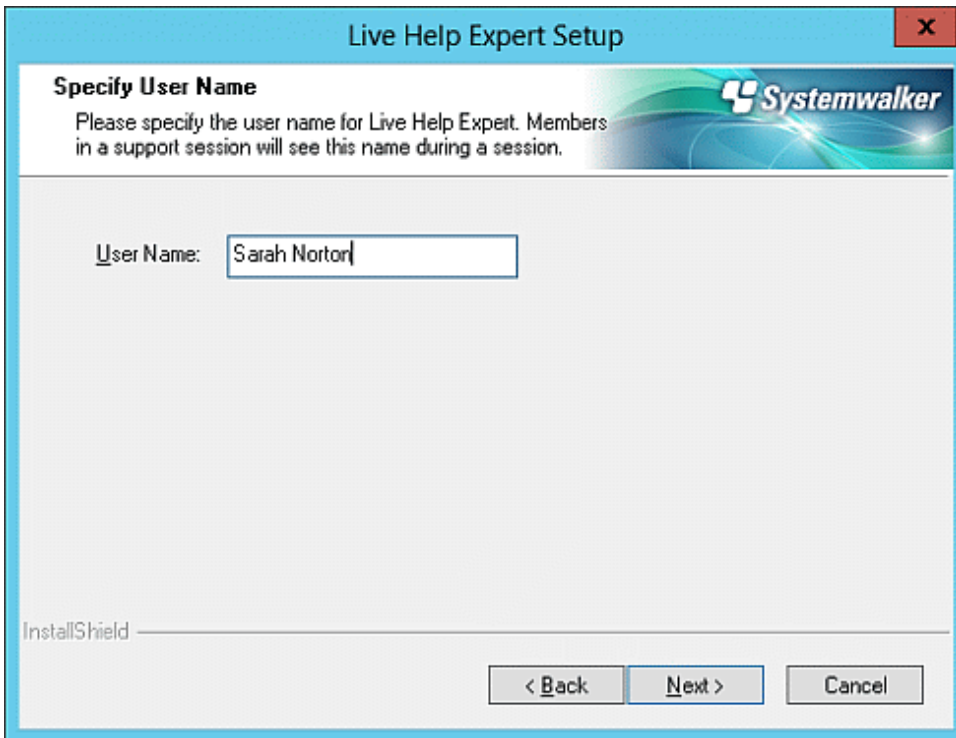 Live Help Expert Setup
x
Specify User Name
Systemwalker
Please specify the user name for Live Help Expert. Members
in a support session will see this name during a session.
User Name: Sarah Norton
InstallShield
< Back Next > Cancel